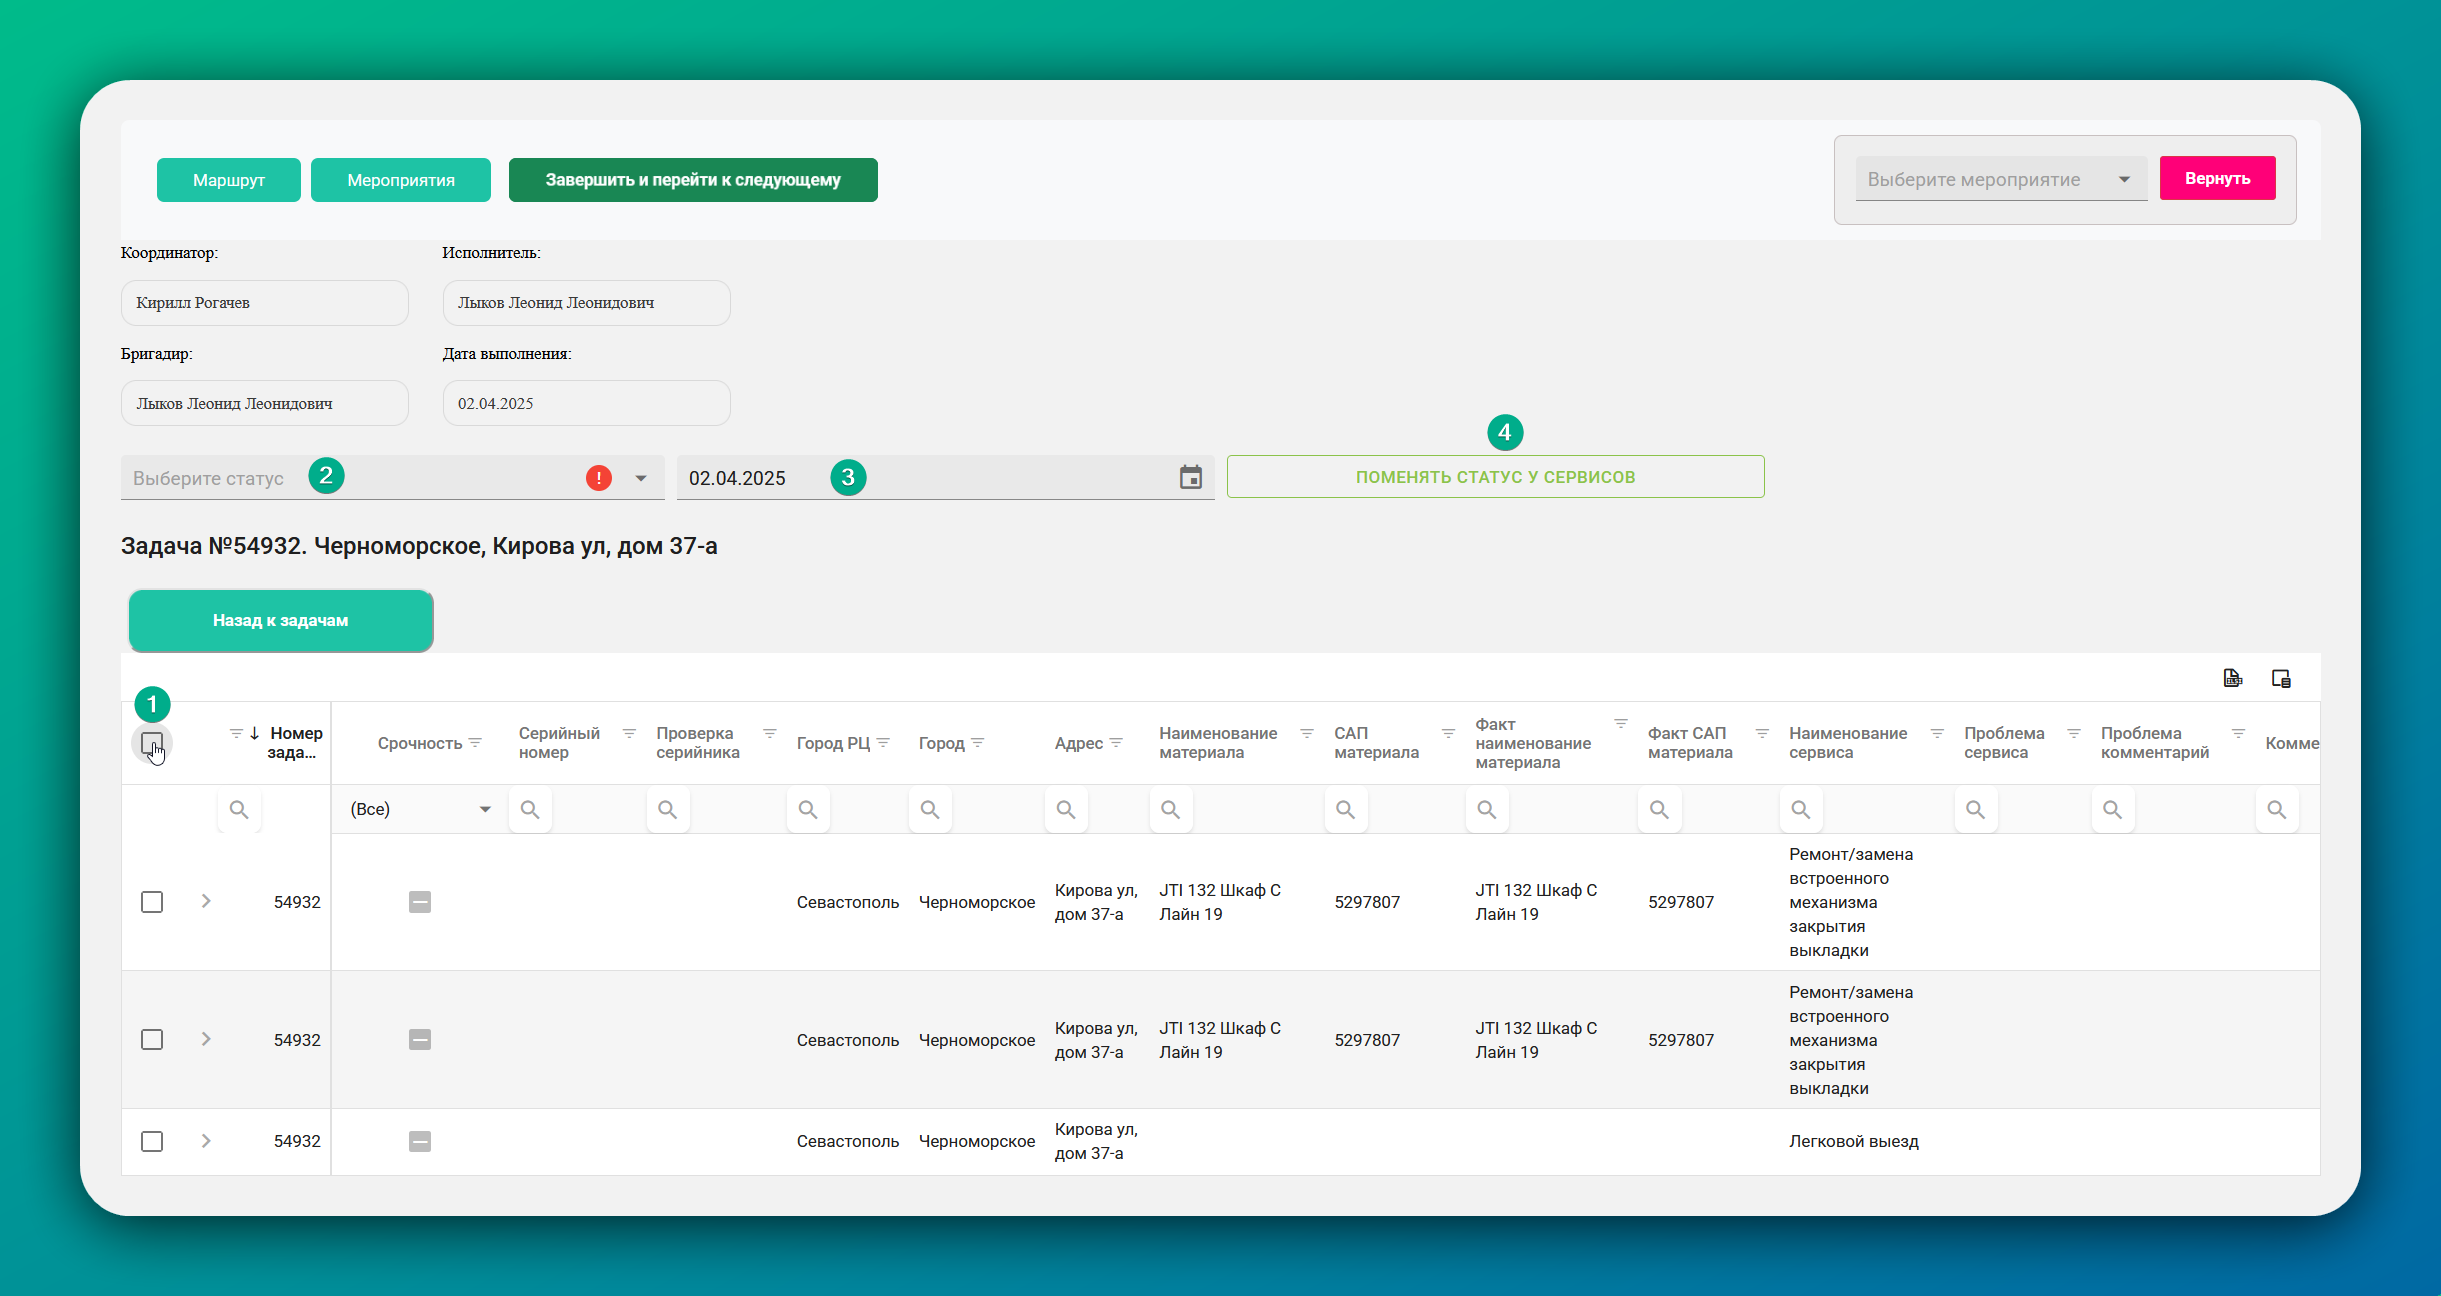 Маршрут
Мероприятия
Завершить и перейти к следующему
Выберите мероприятие
Вернуть
Координатор:
Исполнитель:
Кирилл Рогачев
Лыков Леонид Леонидович
Бригадир:
Дата выполнения:
Лыков Леонид Леонидович
02.04.2025
4
Выберите статус
2
!
02.04.2025
3
ПОМЕНЯТЬ СТАТУС У СЕРВИСОВ
Задача №54932. Черноморское, Кирова ул, дом 37-а
Назад к задачам
1
Номер
зада...
Срочность
Серийный
номер
Проверка
серийника
Город РЦ
Город
Адрес
Наименование
материала
САП
материала
Факт
наименование
материала
Факт САП
материала
Наименование
сервиса
Проблема
сервиса
Проблема
комментарий
Комме
(Все)
54932
Севастополь
Черноморское
Кирова ул,
дом 37-а
JTI 132 Шкаф С
Лайн 19
5297807
JTI 132 Шкаф С
Лайн 19
5297807
Ремонт/замена
встроенного
механизма
закрытия
выкладки
54932
Севастополь
Черноморское
Кирова ул,
дом 37-а
JTI 132 Шкаф С
Лайн 19
5297807
JTI 132 Шкаф С
Лайн 19
5297807
Ремонт/замена
встроенного
механизма
закрытия
выкладки
54932
Севастополь
Черноморское
Кирова ул,
дом 37-а
Легковой выезд